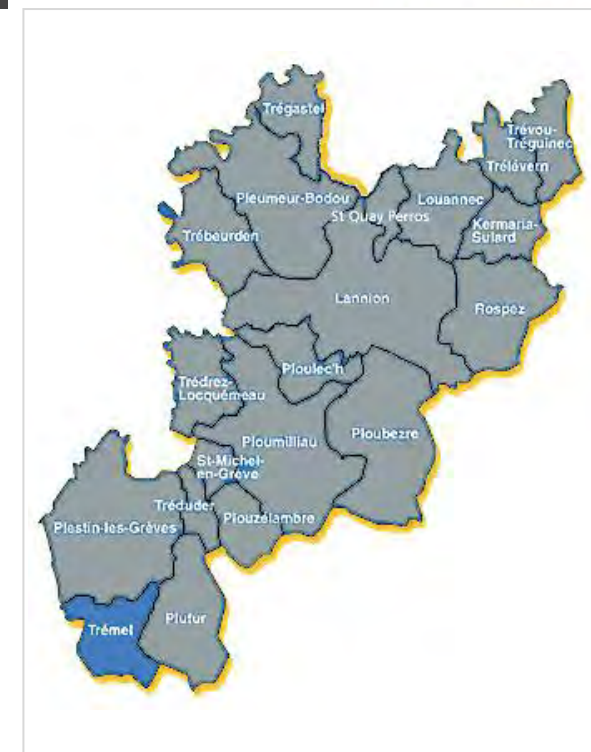 Trégastel
Trévou-
Tréguinec
Trélévern
Pleumeur-Bodou
Louannec
St Quay Perros
Kermaria-
Sulard
Trébeurden
Lannion
Rospez
Ploulec'h
Trédrez-
Locquémeau
Ploubezre
Ploumilliau
St-Michel-
en-Grève
Tréduder
Plouzélambre
Plestin-les-Grèves
Plufur
Trémel